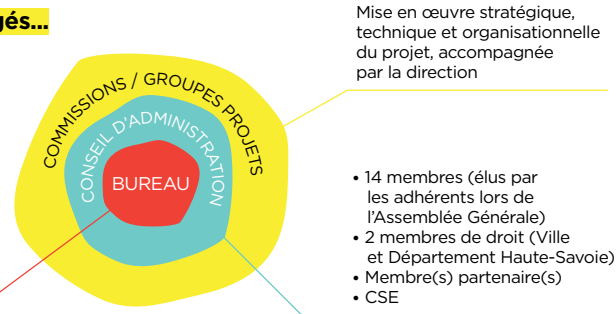 gés...
Mise en œuvre stratégique,
technique et organisationnelle
du projet, accompagnée
par la direction
COMMISSIONS / GROUPES PROJETS
CONSEIL D'ADMINISTRATION
BUREAU
• 14 membres (élus par
les adhérents lors de
l'Assemblée Générale)
• 2 membres de droit (Ville
et Département Haute-Savoie)
• Membre(s) partenaire(s)
• CSE